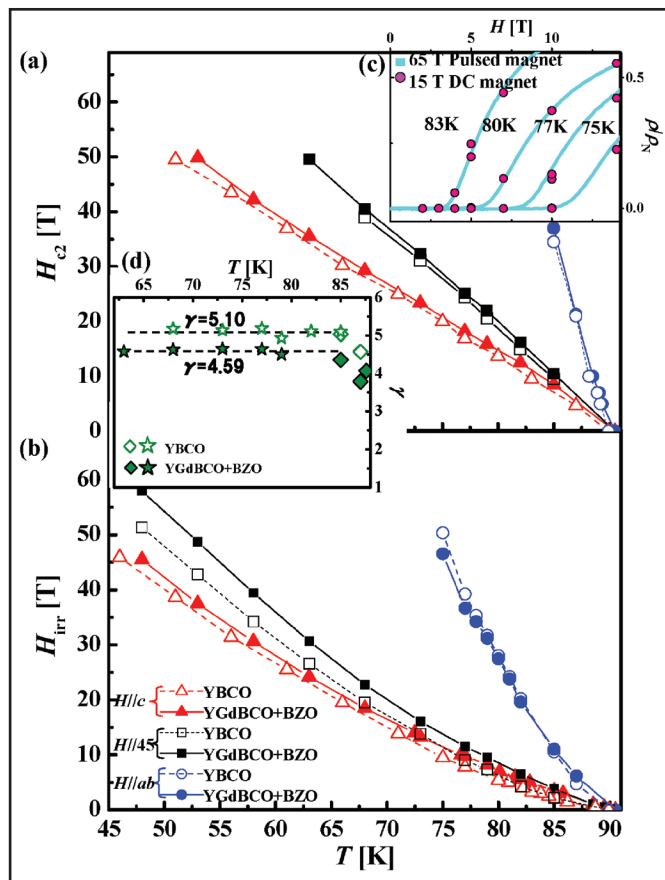 H [T]
0 5 10
(a)
(c)
65 T Pulsed magnet
15 T DC magnet
83K 80K 77K 75K
0.5
0.0
ρ/ρN
60
50
40
30
20
10
0
Hc2 [T]
(d)
T [K]
65 70 75 80 85
γ=5.10
γ=4.59
6
5
4
3
2
1
γ
YBCO
YGdBCO+BZO
(b)
60
50
40
30
20
10
0
Hirr [T]
H//c
YBCO
YGdBCO+BZO
H//45
YBCO
YGdBCO+BZO
H//ab
YBCO
YGdBCO+BZO
45 50 55 60 65 70 75 80 85 90
T [K]